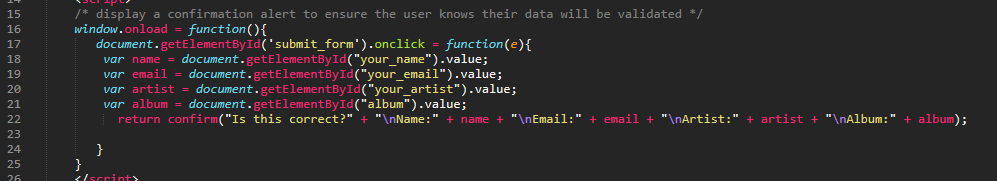 14 <script>
15 /* display a confirmation alert to ensure the user knows their data will be validated */
16 window.onload = function(){
17 document.getElementById('submit_form').onclick = function(e){
18 var name = document.getElementById("your_name").value;
19 var email = document.getElementById("your_email").value;
20 var artist = document.getElementById("your_artist").value;
21 var album = document.getElementById("album").value;
22 return confirm("Is this correct?" + "\nName:" + name + "\nEmail:" + email + "\nArtist:" + artist + "\nAlbum:" + album);
23
24 }
25 }
26 </script>